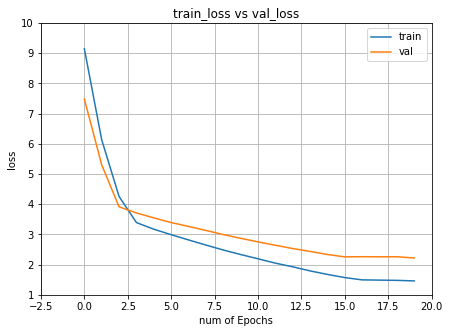 train_loss vs val_loss
train
val
10
9
8
7
6
5
4
3
2
1
loss
−2.5 0.0 2.5 5.0 7.5 10.0 12.5 15.0 17.5 20.0
num of Epochs